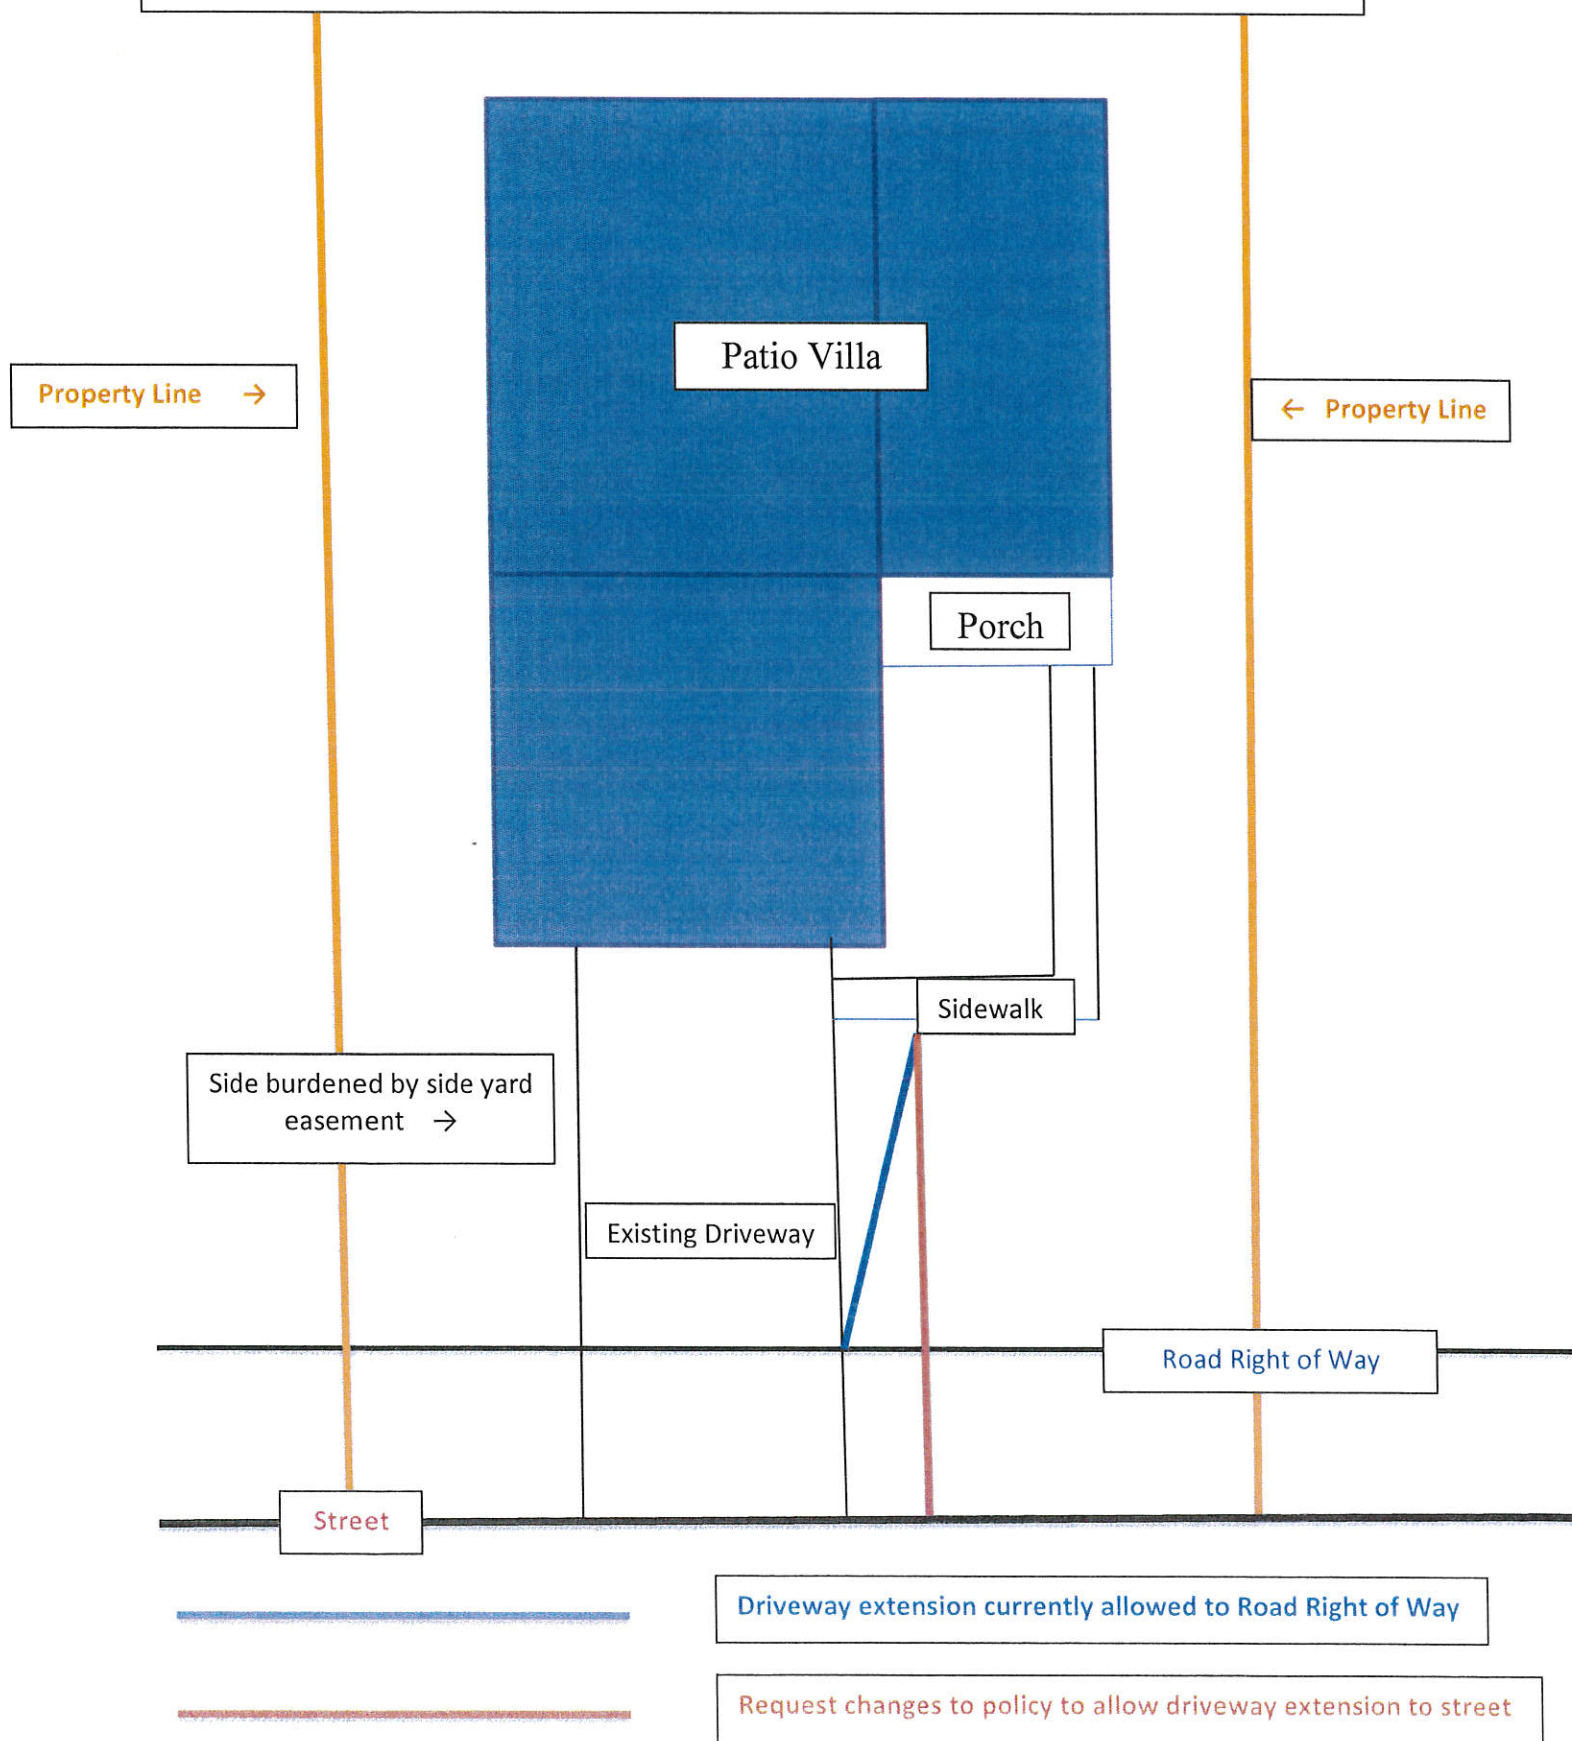 Patio Villa
Property Line →
← Property Line
Porch
Sidewalk
Side burdened by side yard
easement →
Existing Driveway
Road Right of Way
Street
Driveway extension currently allowed to Road Right of Way
Request changes to policy to allow driveway extension to street